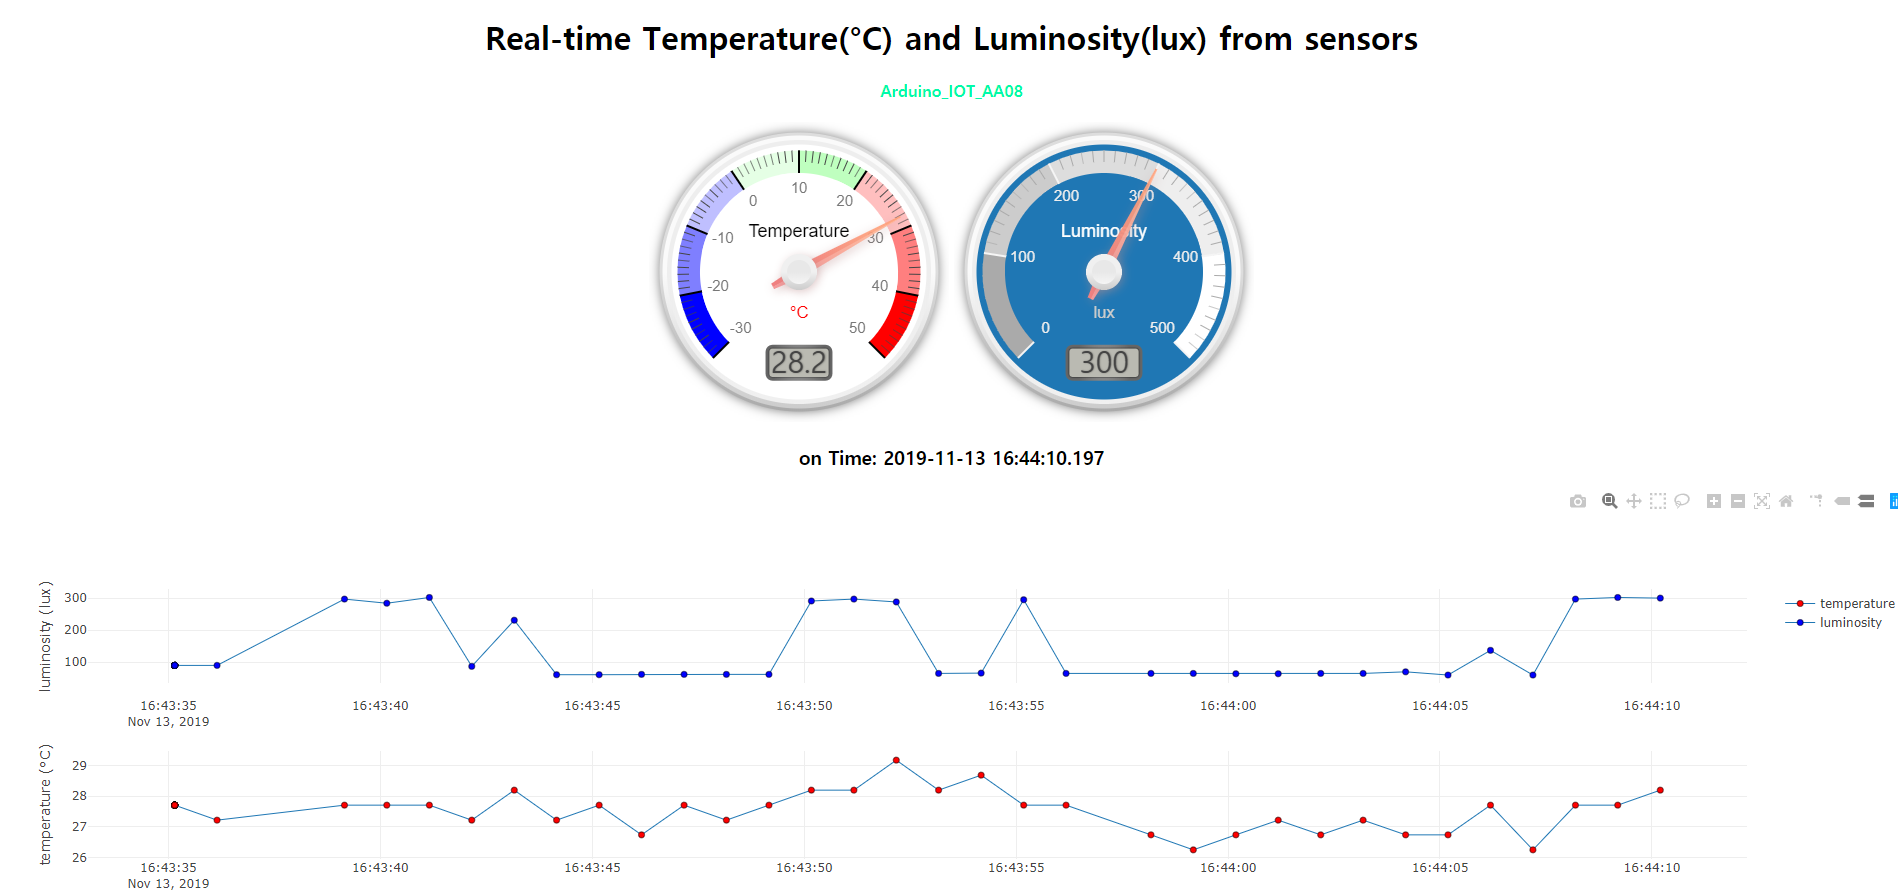 Real-time Temperature(°C) and Luminosity(lux) from sensors
Arduino_IOT_AA08
10
0 20
Temperature
-10 30
-20 40
°C
-30 50
28.2
200 300
Luminosity
100 400
lux
0 500
300
on Time: 2019-11-13 16:44:10.197
luminosity (lux)
300
200
100
16:43:35 16:43:40 16:43:45 16:43:50 16:43:55 16:44:00 16:44:05 16:44:10
Nov 13, 2019
temperature
luminosity
temperature (°C)
29
28
27
26
16:43:35 16:43:40 16:43:45 16:43:50 16:43:55 16:44:00 16:44:05 16:44:10
Nov 13, 2019